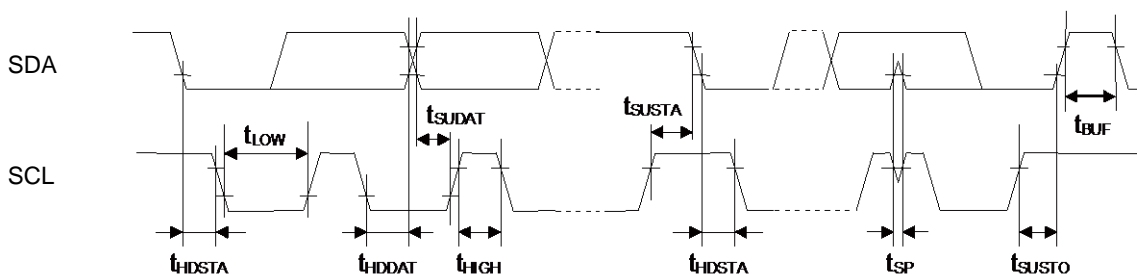 SDA
tSUDAT
tSUSTA
tBUF
tLOW
SCL
tHDSTA
tHDDAT
tHIGH
tHDSTA
tSP
tSUSTO